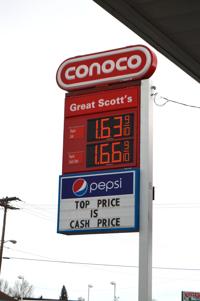 CONOCO
Great Scott's
1.63 9/10
1.66 9/10
pepsi
TOP PRICE
IS
CASH PRICE